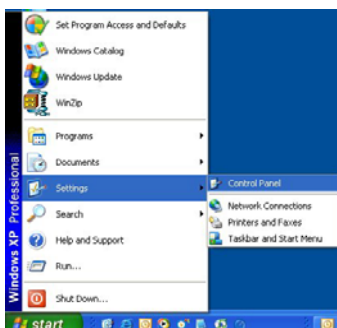 Set Program Access and Defaults
Windows Catalog
Windows Update
WinZip
Programs
Documents
Settings
Control Panel
Network Connections
Printers and Faxes
Taskbar and Start Menu
Search
Help and Support
Run...
Shut Down...
Windows XP Professional
start